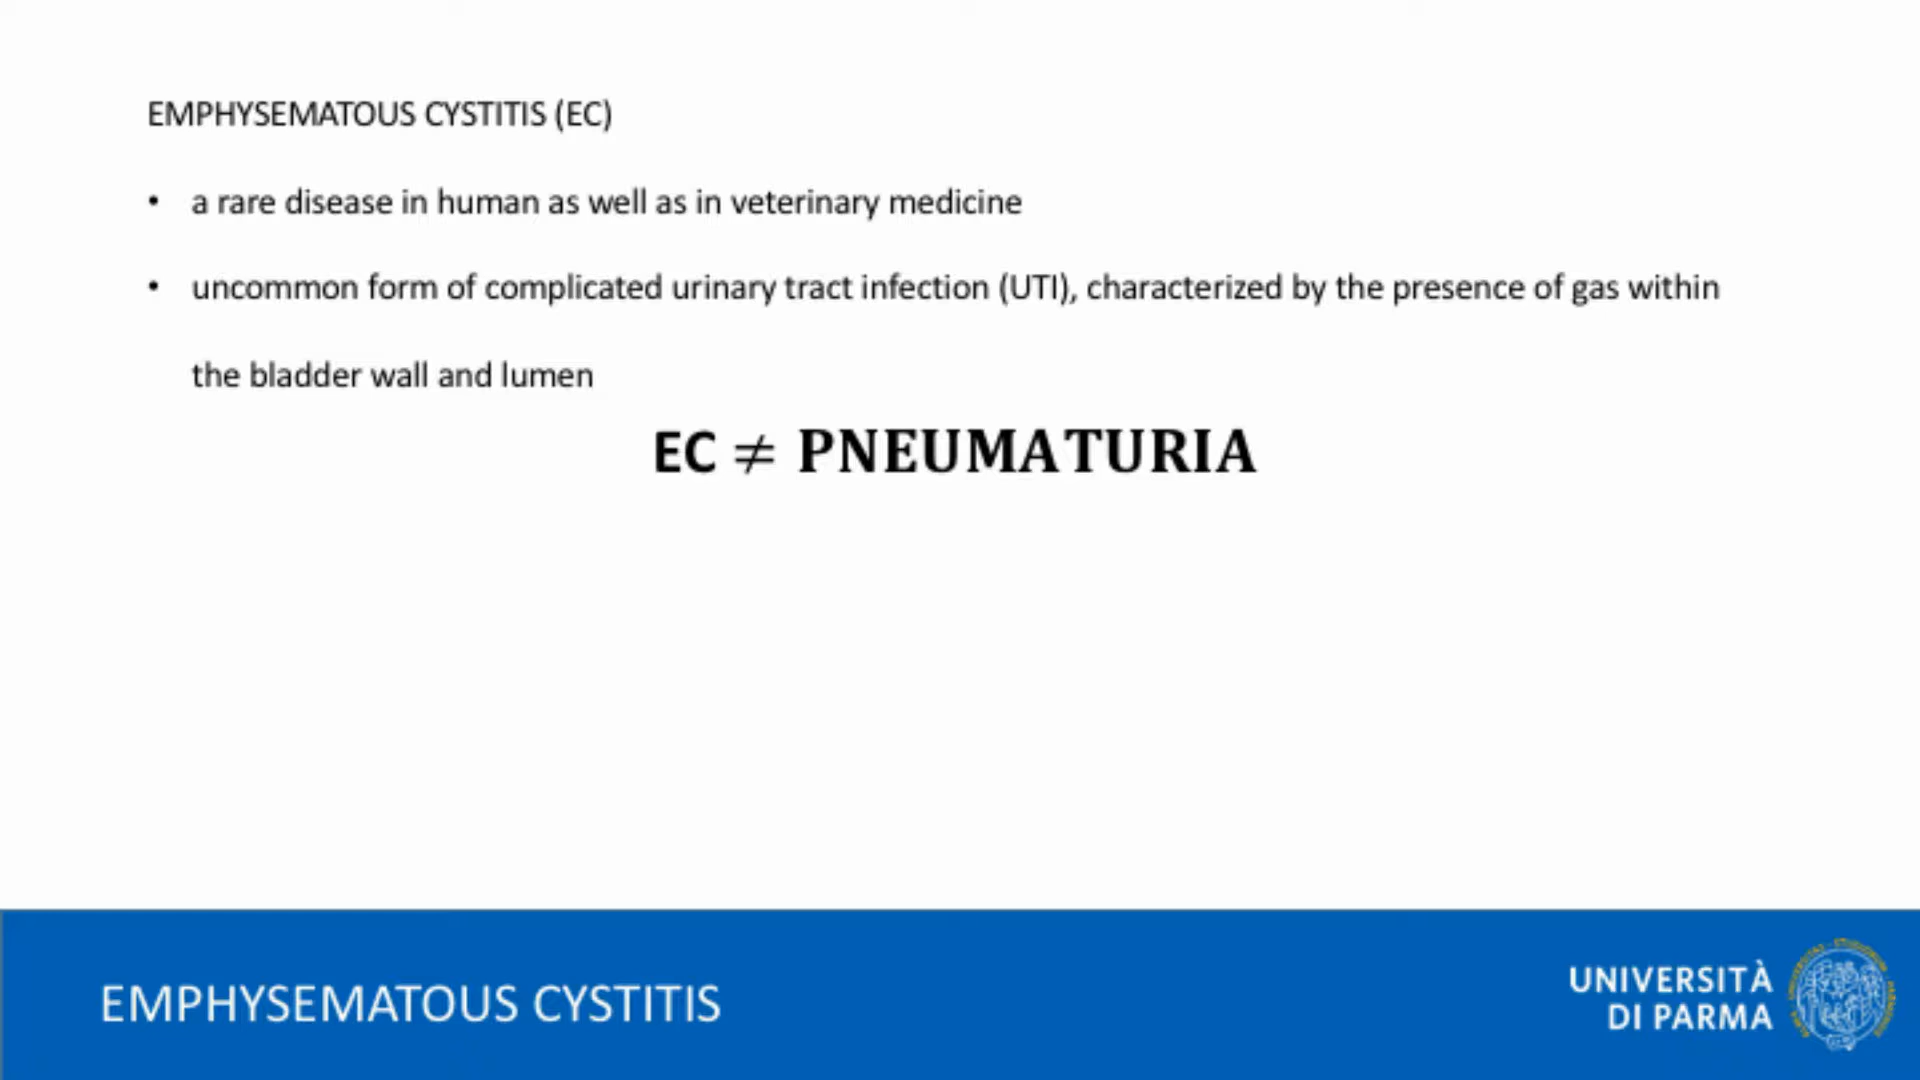 EMPHYSEMATOUS CYSTITIS (EC)
• a rare disease in human as well as in veterinary medicine
• uncommon form of complicated urinary tract infection (UTI), characterized by the presence of gas within
the bladder wall and lumen
EC ≠ PNEUMATURIA
EMPHYSEMATOUS CYSTITIS
UNIVERSITÀ
DI PARMA